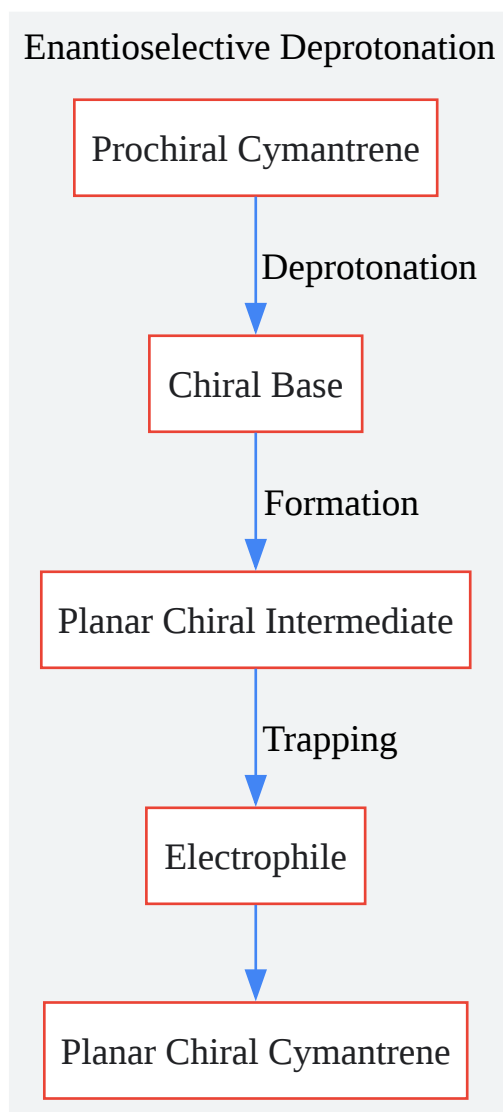 Enantioselective Deprotonation
Prochiral Cymantrene
Deprotonation
Chiral Base
Formation
Planar Chiral Intermediate
Trapping
Electrophile
Planar Chiral Cymantrene